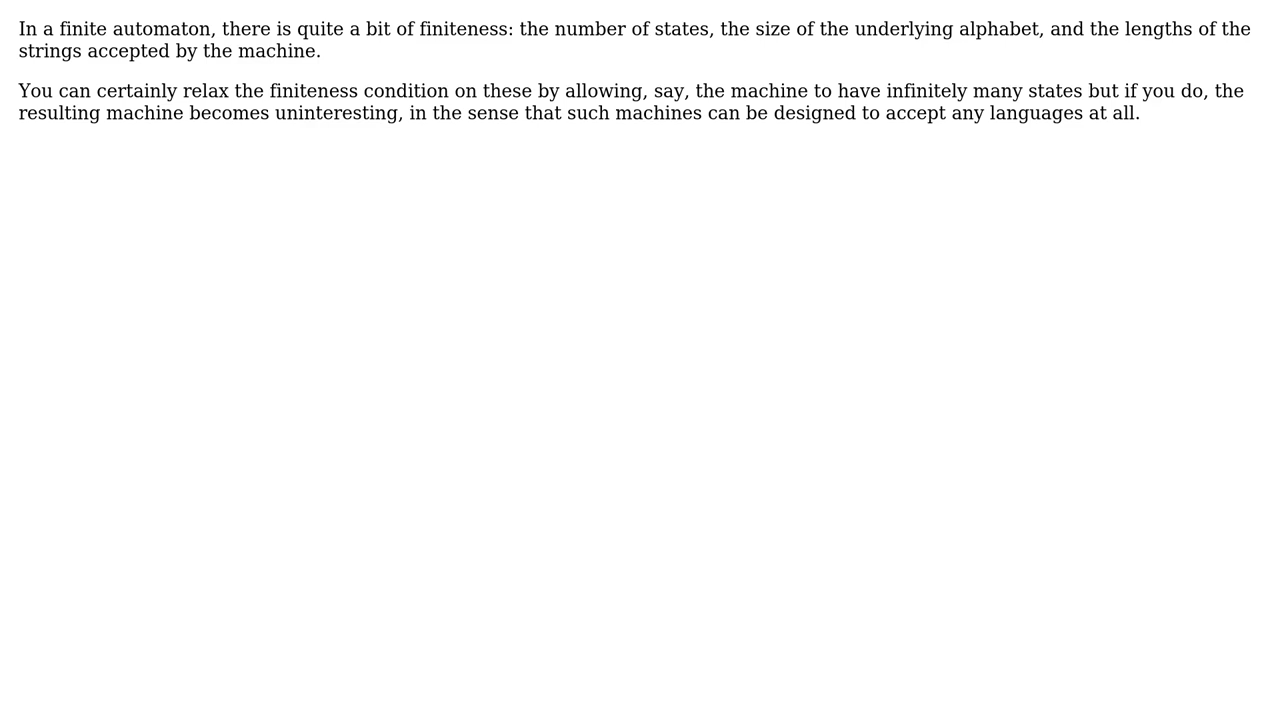 In a finite automaton, there is quite a bit of finiteness: the number of states, the size of the underlying alphabet, and the lengths of the
strings accepted by the machine.
You can certainly relax the finiteness condition on these by allowing, say, the machine to have infinitely many states but if you do, the
resulting machine becomes uninteresting, in the sense that such machines can be designed to accept any languages at all.